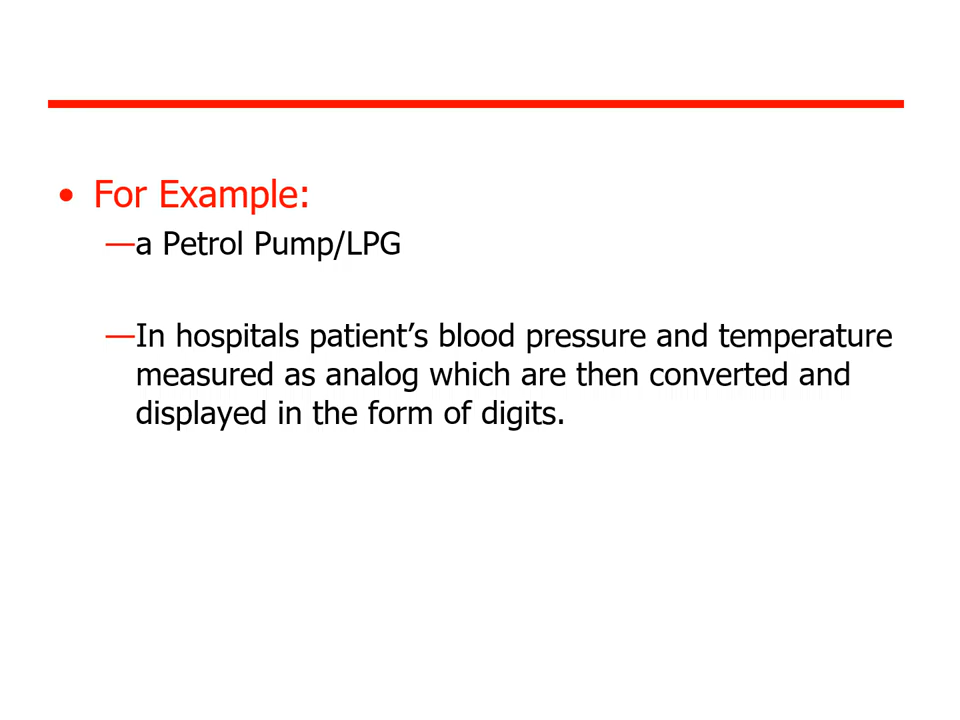 • For Example:
—a Petrol Pump/LPG
—In hospitals patient’s blood pressure and temperature
measured as analog which are then converted and
displayed in the form of digits.